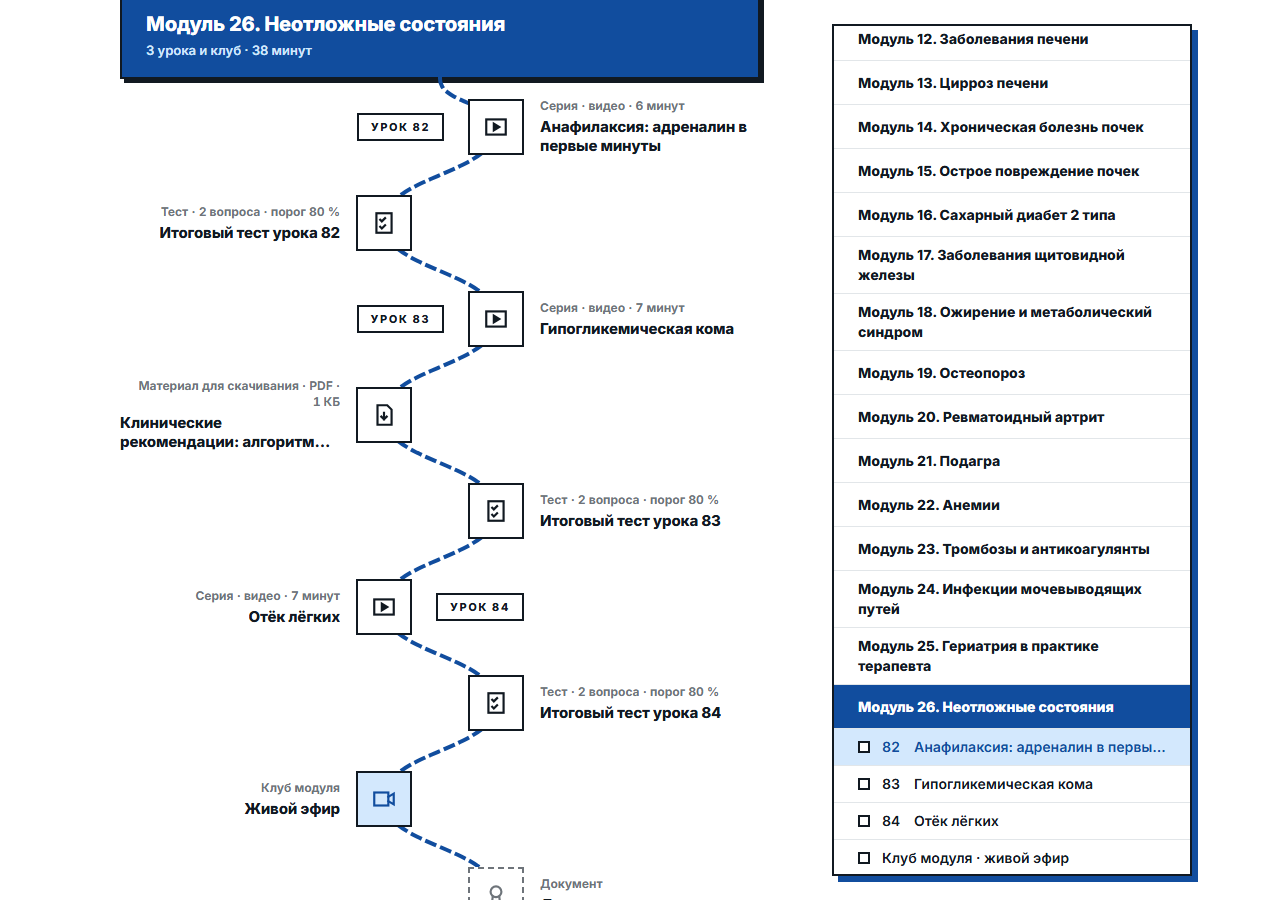 Модуль 26. Неотложные состояния
3 урока и клуб · 38 минут
УРОК 82
Серия · видео · 6 минут
Анафилаксия: адреналин в
первые минуты
Тест · 2 вопроса · порог 80 %
Итоговый тест урока 82
УРОК 83
Серия · видео · 7 минут
Гипогликемическая кома
Материал для скачивания · PDF ·
1 КБ
Клинические
рекомендации: алгоритм…
Тест · 2 вопроса · порог 80 %
Итоговый тест урока 83
Серия · видео · 7 минут
Отёк лёгких
УРОК 84
Тест · 2 вопроса · порог 80 %
Итоговый тест урока 84
Клуб модуля
Живой эфир
Документ
Модуль 12. Заболевания печени
Модуль 13. Цирроз печени
Модуль 14. Хроническая болезнь почек
Модуль 15. Острое повреждение почек
Модуль 16. Сахарный диабет 2 типа
Модуль 17. Заболевания щитовидной
железы
Модуль 18. Ожирение и метаболический
синдром
Модуль 19. Остеопороз
Модуль 20. Ревматоидный артрит
Модуль 21. Подагра
Модуль 22. Анемии
Модуль 23. Тромбозы и антикоагулянты
Модуль 24. Инфекции мочевыводящих
путей
Модуль 25. Гериатрия в практике
терапевта
Модуль 26. Неотложные состояния
82 Анафилаксия: адреналин в первы…
83 Гипогликемическая кома
84 Отёк лёгких
Клуб модуля · живой эфир